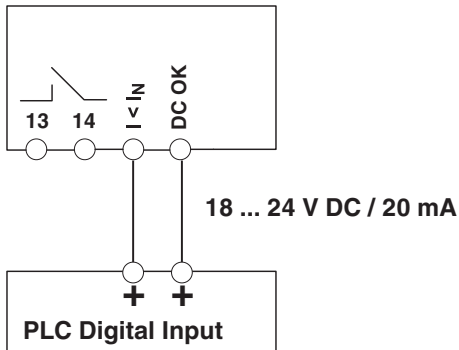 13 14 I < IN DC OK
18 ... 24 V DC / 20 mA
+ +
PLC Digital Input